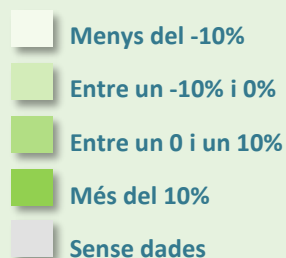 Menys del -10%
Entre un -10% i 0%
Entre un 0 i un 10%
Més del 10%
Sense dades